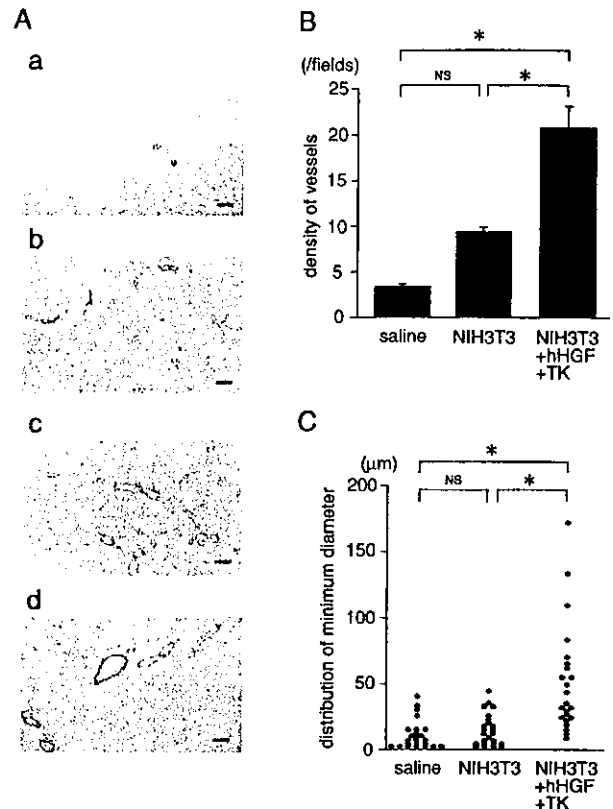 A
a
b
c
d
B
(/fields)
*
NS
*
25
20
15
10
5
0
density of vessels
saline
NIH3T3
NIH3T3
+hHGF
+TK
C
(μm)
*
NS
*
200
150
100
50
0
distribution of minimum diameter
saline
NIH3T3
NIH3T3
+hHGF
+TK